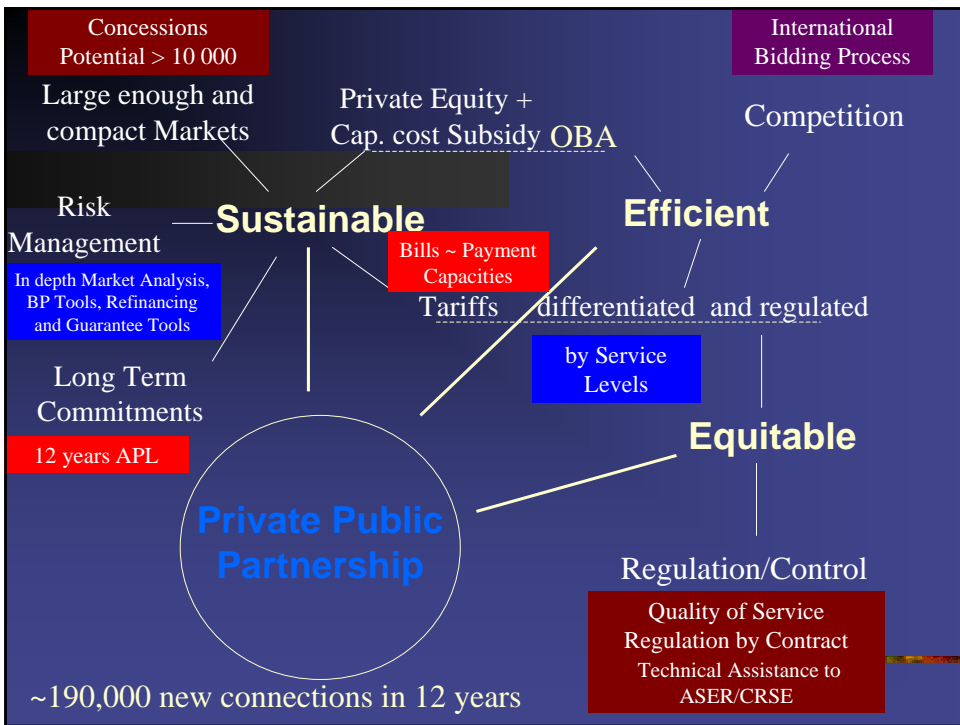 Concessions
Potential > 10 000
International
Bidding Process
Large enough and
compact Markets
Private Equity +
Cap. cost Subsidy OBA
Competition
Risk
Management
Sustainable
Efficient
Bills ~ Payment
Capacities
In depth Market Analysis,
BP Tools, Refinancing
and Guarantee Tools
Tariffs differentiated and regulated
by Service
Levels
Long Term
Commitments
12 years APL
Equitable
Private Public
Partnership
Regulation/Control
Quality of Service
Regulation by Contract
Technical Assistance to
ASER/CRSE
~190,000 new connections in 12 years